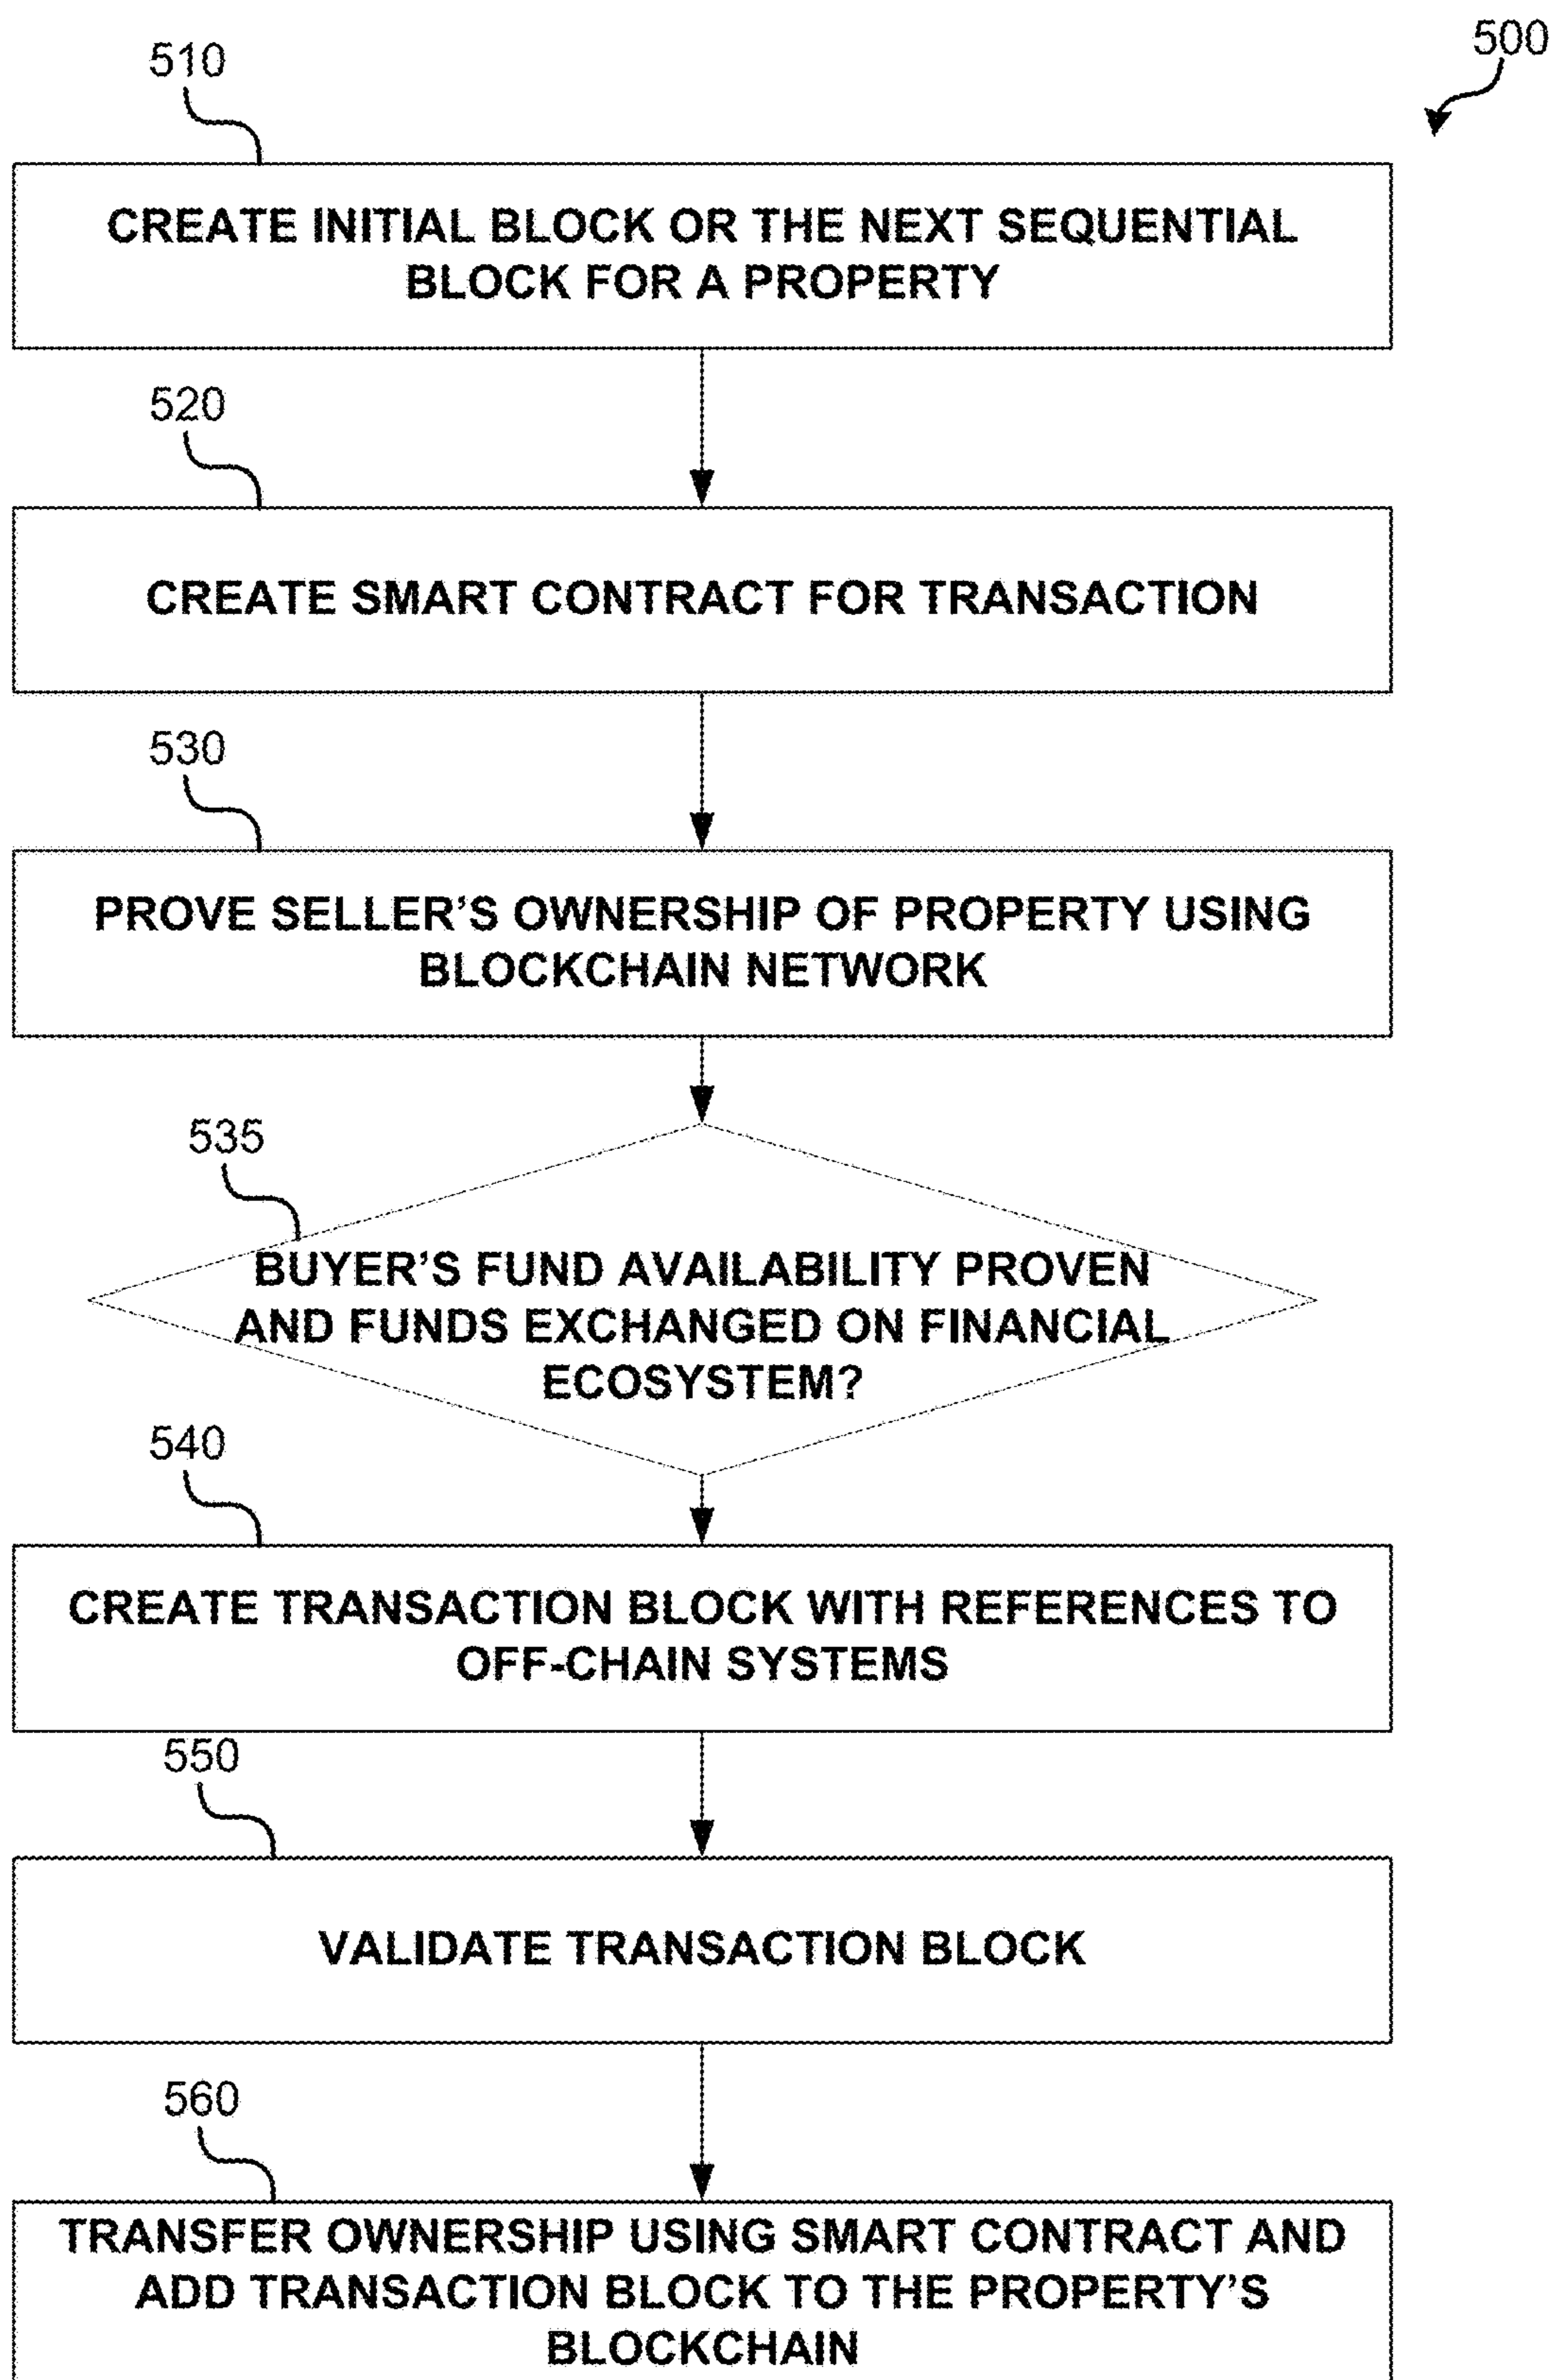 500
510
CREATE INITIAL BLOCK OR THE NEXT SEQUENTIAL
BLOCK FOR A PROPERTY
520
CREATE SMART CONTRACT FOR TRANSACTION
530
PROVE SELLER'S OWNERSHIP OF PROPERTY USING
BLOCKCHAIN NETWORK
535
BUYER'S FUND AVAILABILITY PROVEN
AND FUNDS EXCHANGED ON FINANCIAL
ECOSYSTEM?
540
CREATE TRANSACTION BLOCK WITH REFERENCES TO
OFF-CHAIN SYSTEMS
550
VALIDATE TRANSACTION BLOCK
560
TRANSFER OWNERSHIP USING SMART CONTRACT AND
ADD TRANSACTION BLOCK TO THE PROPERTY'S
BLOCKCHAIN